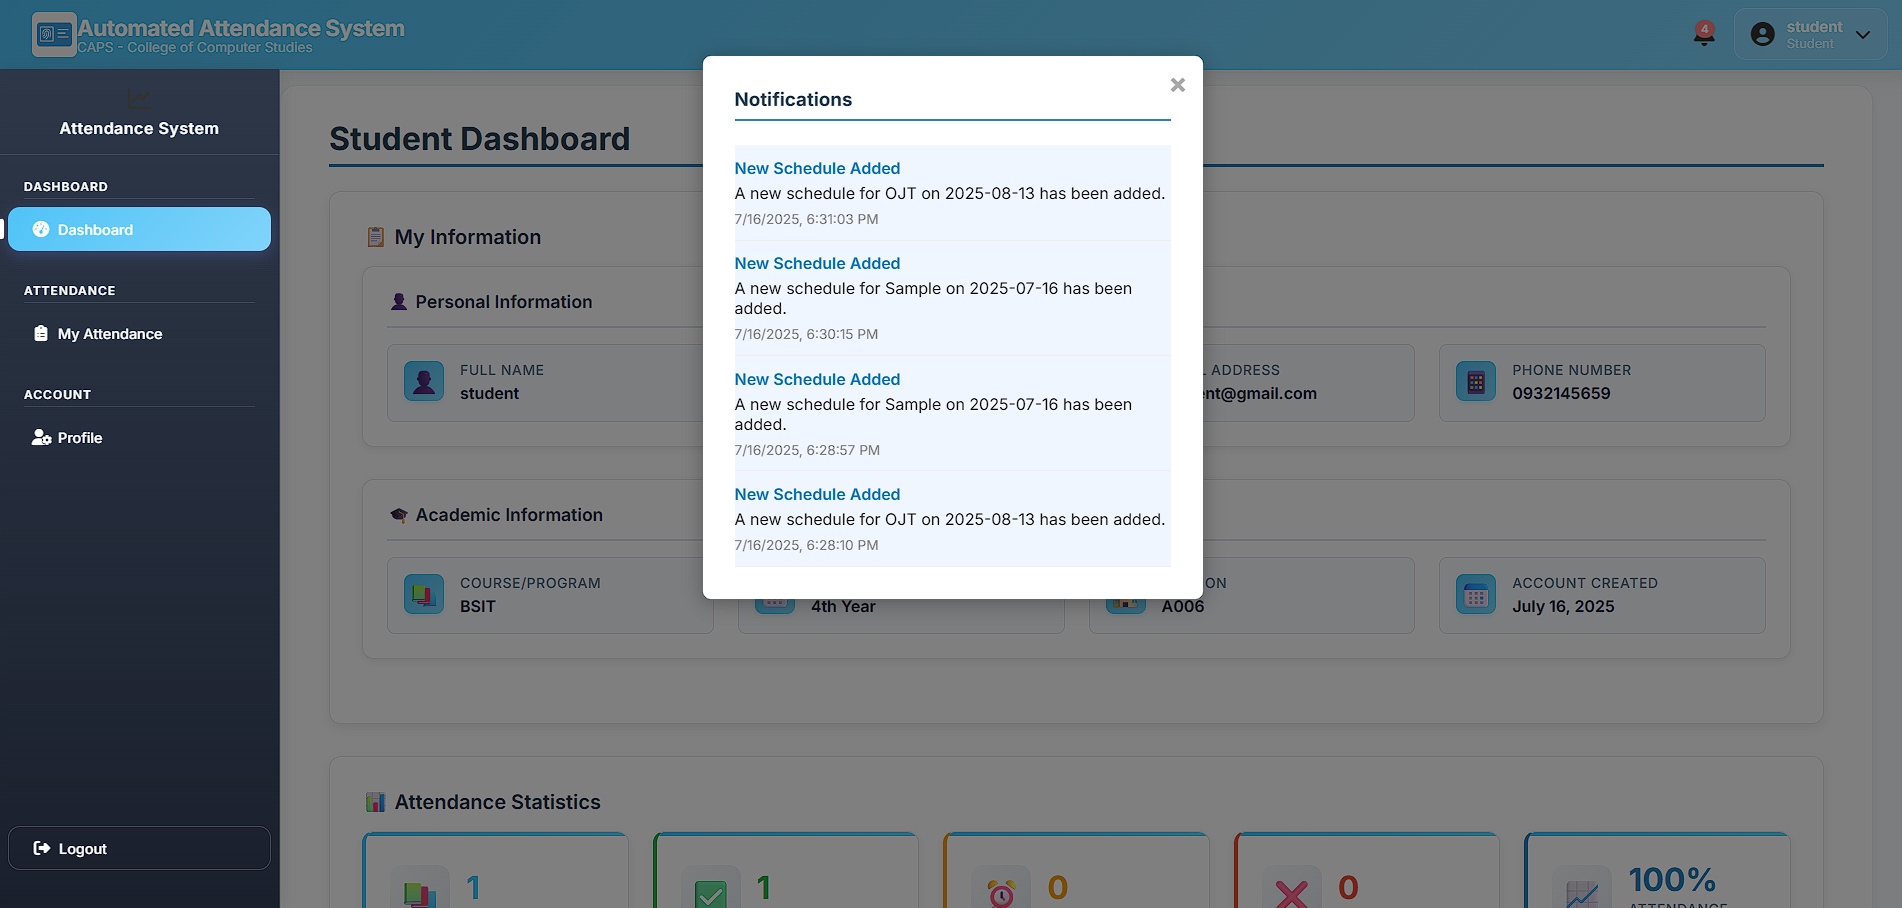 Automated Attendance System
CAPS - College of Computer Studies
4
student
Student
Attendance System
DASHBOARD
Dashboard
ATTENDANCE
My Attendance
ACCOUNT
Profile
Logout
Student Dashboard
My Information
Personal Information
FULL NAME
student
ADDRESS
nt@gmail.com
PHONE NUMBER
0932145659
Academic Information
COURSE/PROGRAM
BSIT
4th Year
ON
A006
ACCOUNT CREATED
July 16, 2025
Attendance Statistics
1
1
0
0
100%
ATTENDANCE
Notifications
×
New Schedule Added
A new schedule for OJT on 2025-08-13 has been added.
7/16/2025, 6:31:03 PM
New Schedule Added
A new schedule for Sample on 2025-07-16 has been
added.
7/16/2025, 6:30:15 PM
New Schedule Added
A new schedule for Sample on 2025-07-16 has been
added.
7/16/2025, 6:28:57 PM
New Schedule Added
A new schedule for OJT on 2025-08-13 has been added.
7/16/2025, 6:28:10 PM